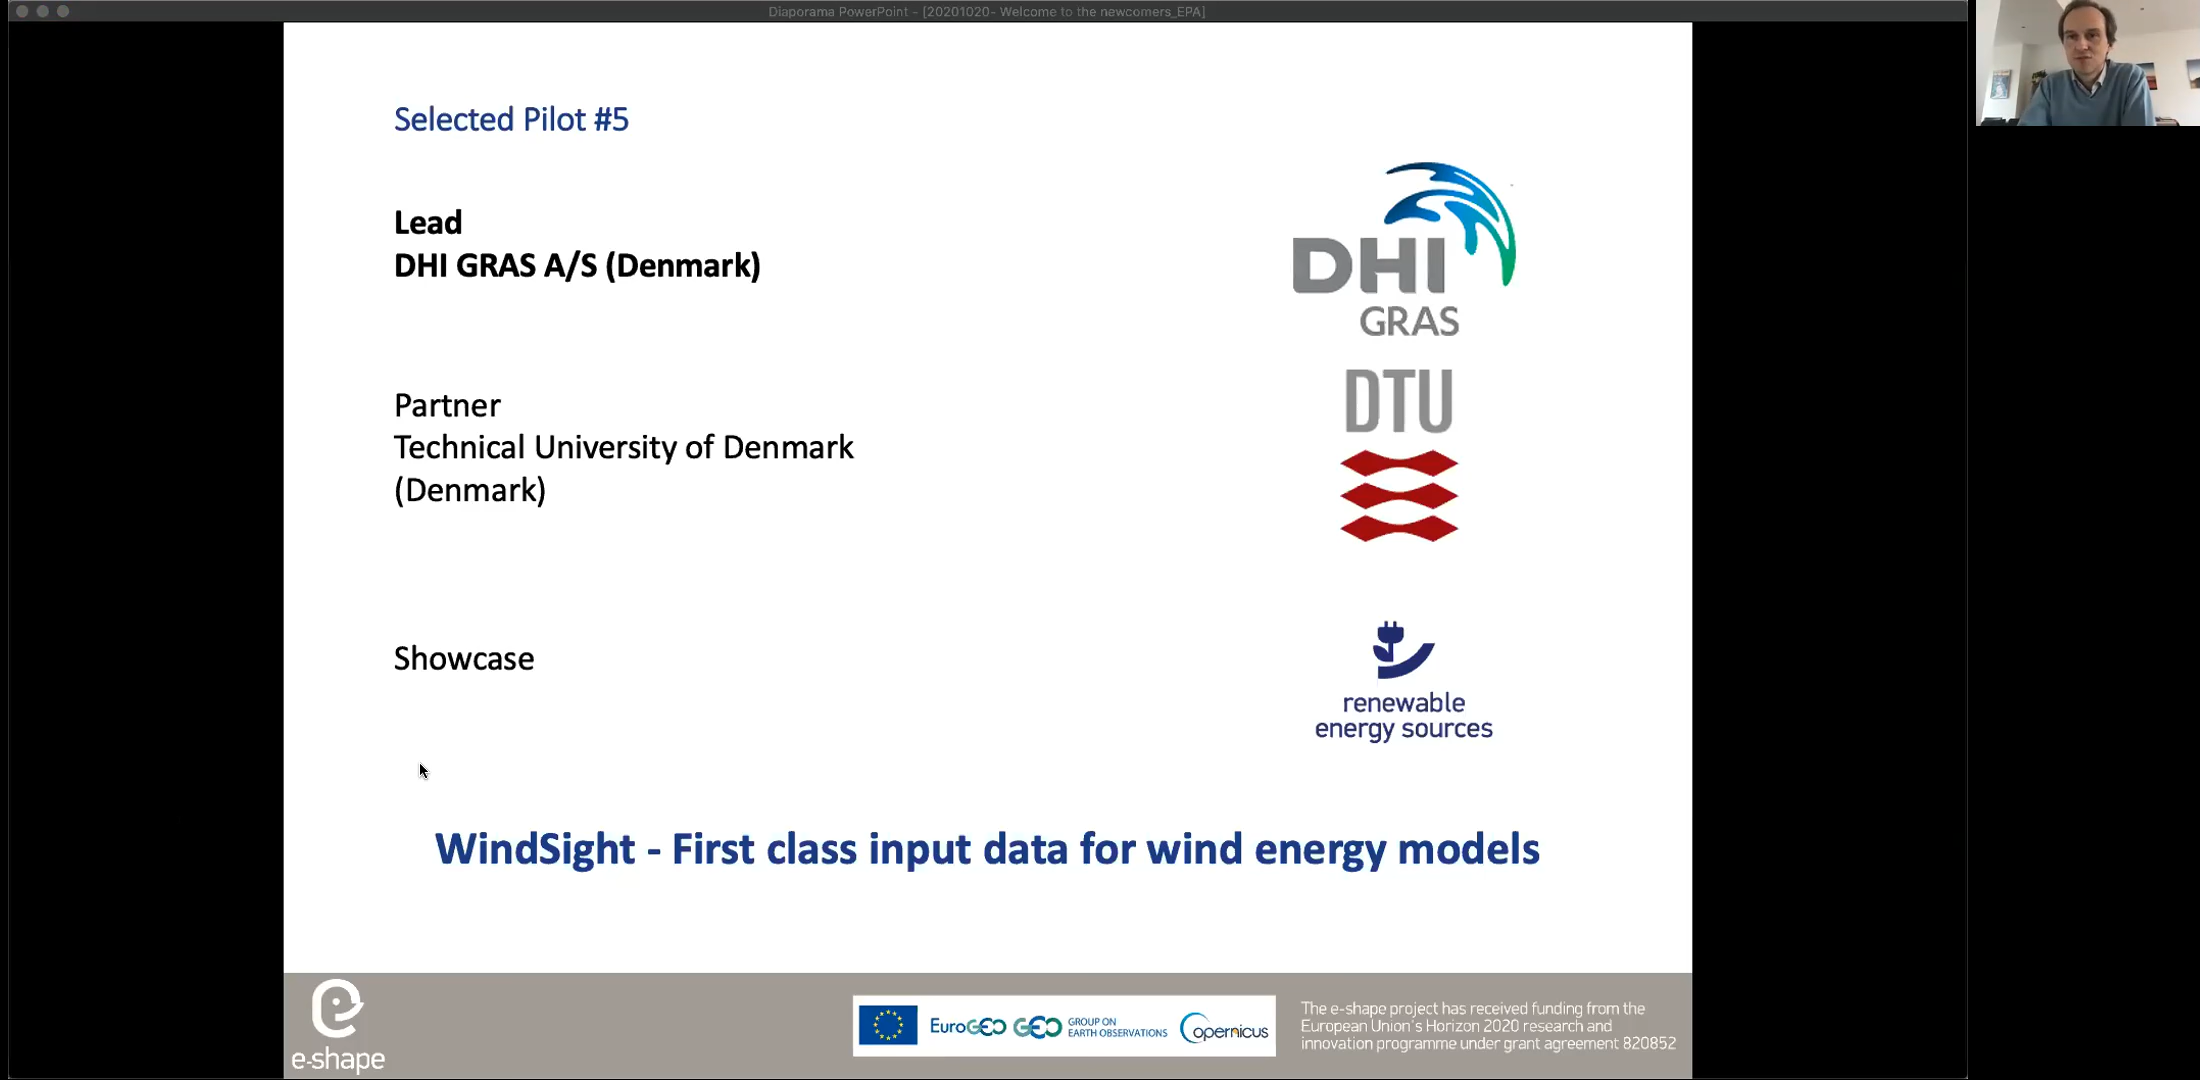 Diaporama PowerPoint - [20201020- Welcome to the newcomers_EPA]
Selected Pilot #5
Lead
DHI GRAS A/S (Denmark)
DHI
GRAS
Partner
Technical University of Denmark
(Denmark)
DTU
Showcase
renewable
energy sources
WindSight - First class input data for wind energy models
e-shape
EuroGEO
GEO
GROUP ON
EARTH OBSERVATIONS
opernicus
The e-shape project has received funding from the
European Union's Horizon 2020 research and
innovation programme under grant agreement 820852